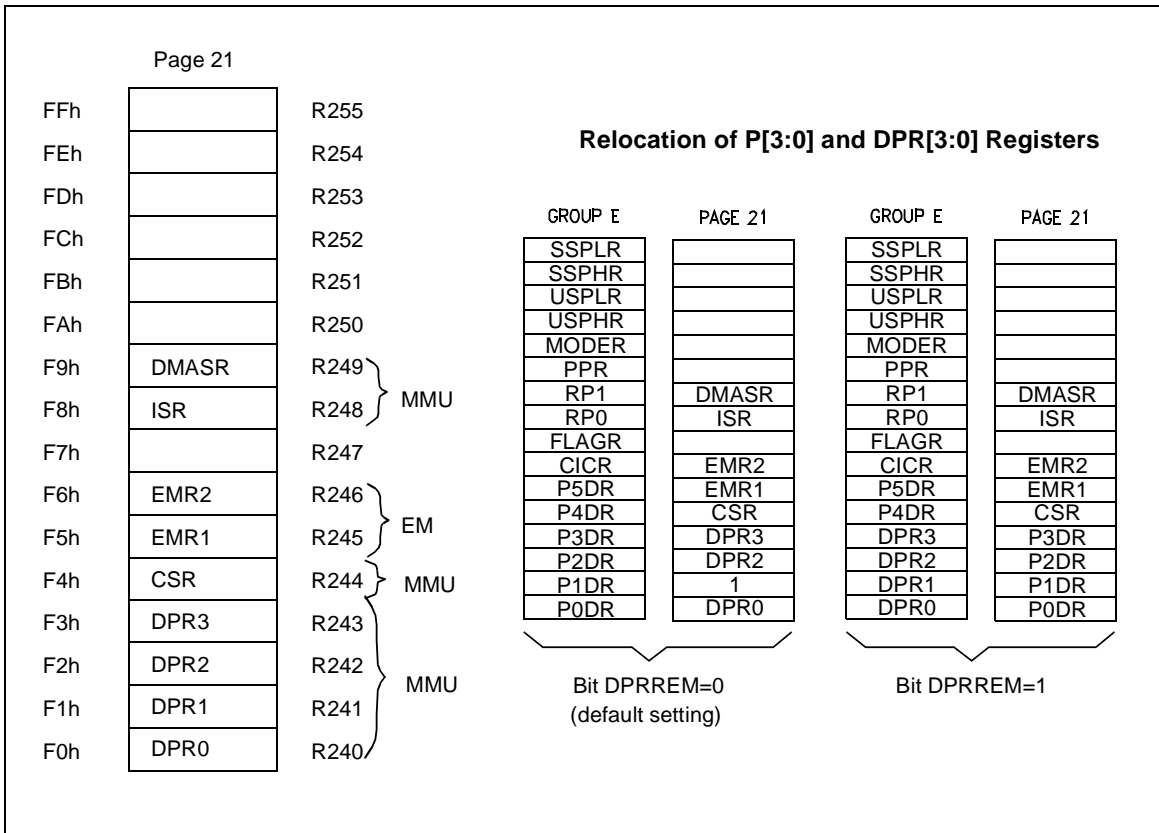 Page 21
FFh R255
FEh R254
FDh R253
FCh R252
FBh R251
FAh R250
F9h DMASR R249
F8h ISR R248
MMU
F7h R247
F6h EMR2 R246
F5h EMR1 R245
EM
F4h CSR R244 MMU
F3h DPR3 R243
F2h DPR2 R242
MMU
F1h DPR1 R241
F0h DPR0 R240
Relocation of P[3:0] and DPR[3:0] Registers
GROUP E PAGE 21 GROUP E PAGE 21
SSPLR SSPLR
SSPHR SSPHR
USPLR USPLR
USPHR USPHR
MODER MODER
PPR PPR
RP1 DMASR RP1 DMASR
RP0 ISR RP0 ISR
FLAGR FLAGR
CICR EMR2 CICR EMR2
P5DR EMR1 P5DR EMR1
P4DR CSR P4DR CSR
P3DR DPR3 DPR3 P3DR
P2DR DPR2 DPR2 P2DR
P1DR 1 DPR1 P1DR
P0DR DPR0 DPR0 P0DR
Bit DPRREM=0 Bit DPRREM=1
(default setting)